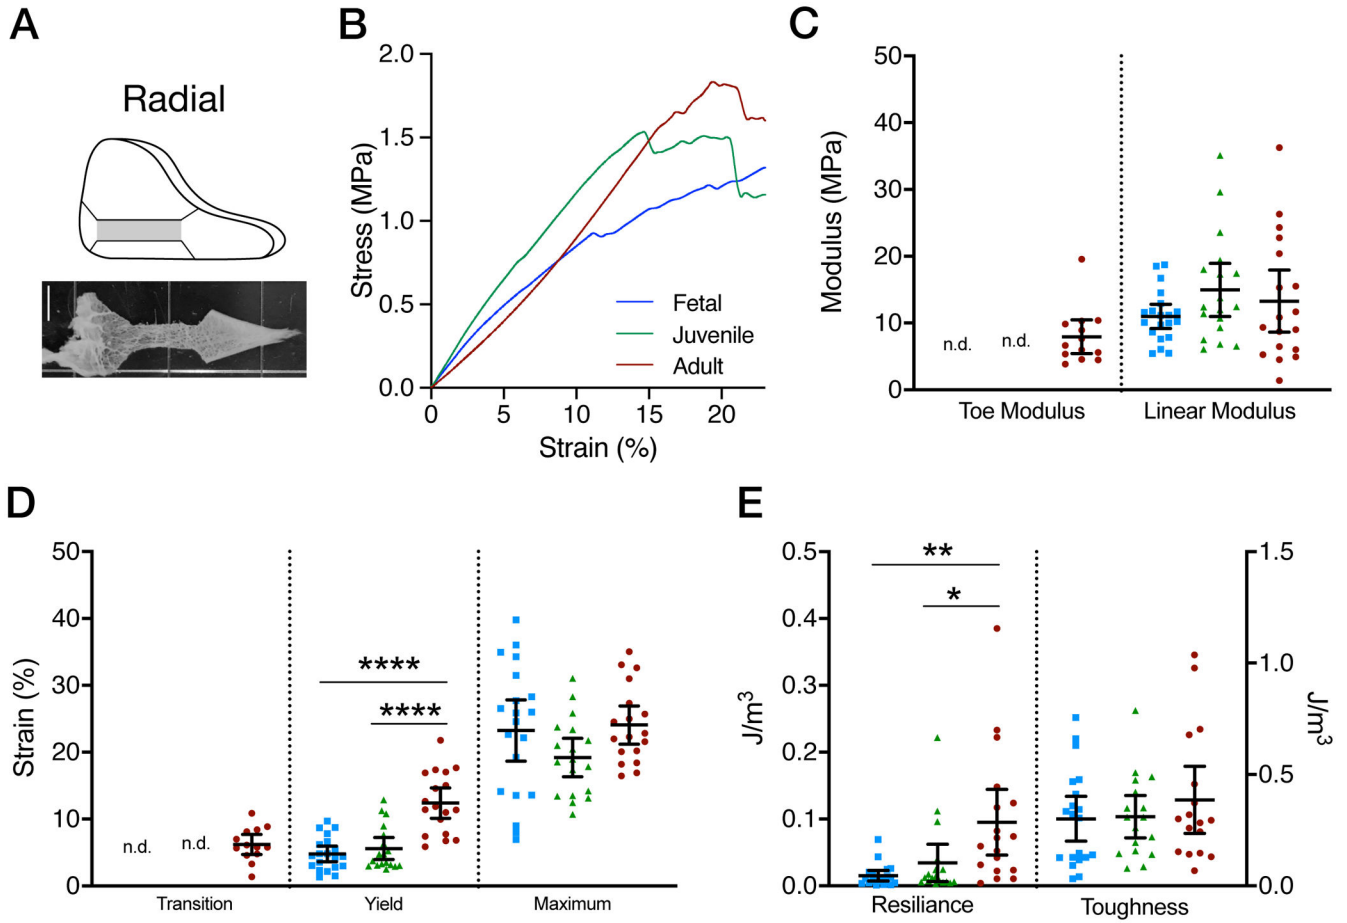 A
Radial
B
2.0
1.5
1.0
0.5
0.0
Stress (MPa)
0
5
10
15
20
Strain (%)
Fetal
Juvenile
Adult
C
50
40
30
20
10
0
Modulus (MPa)
n.d.
n.d.
Toe Modulus
Linear Modulus
D
50
40
30
20
10
0
Strain (%)
n.d.
n.d.
****
****
Transition
Yield
Maximum
E
0.5
0.4
0.3
0.2
0.1
0.0
J/m³
**
*
1.5
1.0
0.5
0.0
J/m³
Resiliance
Toughness